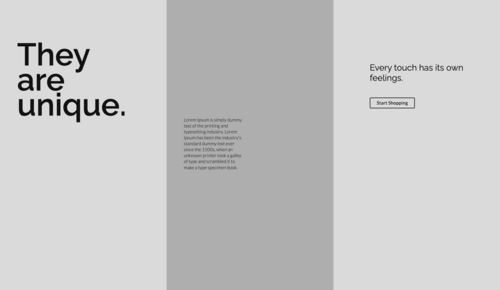 They
are
unique.
Lorem Ipsum is simply dummy
text of the printing and
typesetting industry. Lorem
Ipsum has been the industry's
standard dummy text ever
since the 1500s, when an
unknown printer took a galley
of type and scrambled it to
make a type specimen book.
Every touch has its own
feelings.
Start Shopping